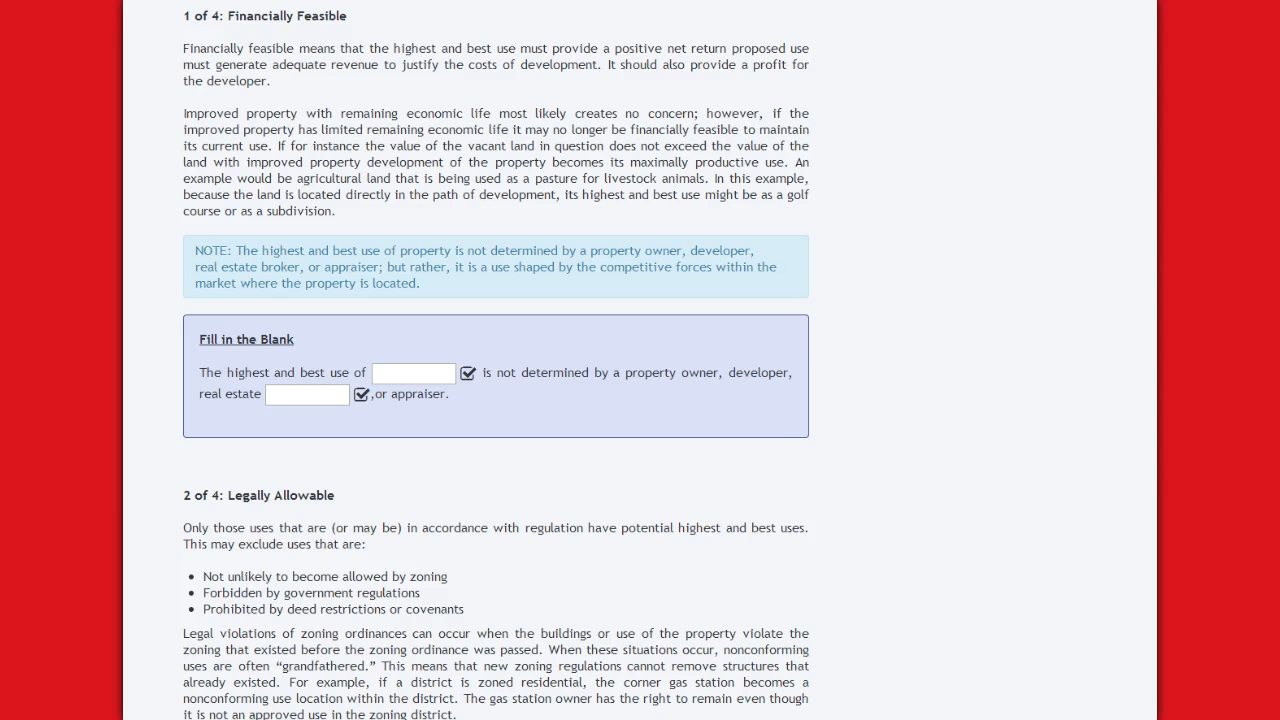 1 of 4: Financially Feasible
Financially feasible means that the highest and best use must provide a positive net return proposed use
must generate adequate revenue to justify the costs of development. It should also provide a profit for
the developer.
Improved property with remaining economic life most likely creates no concern; however, if the
improved property has limited remaining economic life it may no longer be financially feasible to maintain
its current use. If for instance the value of the vacant land in question does not exceed the value of the
land with improved property development of the property becomes its maximally productive use. An
example would be agricultural land that is being used as a pasture for livestock animals. In this example,
because the land is located directly in the path of development, its highest and best use might be as a golf
course or as a subdivision.
NOTE: The highest and best use of property is not determined by a property owner, developer,
real estate broker, or appraiser; but rather, it is a use shaped by the competitive forces within the
market where the property is located.
Fill in the Blank
The highest and best use of is not determined by a property owner, developer,
real estate ,or appraiser.
2 of 4: Legally Allowable
Only those uses that are (or may be) in accordance with regulation have potential highest and best uses.
This may exclude uses that are:
• Not unlikely to become allowed by zoning
• Forbidden by government regulations
• Prohibited by deed restrictions or covenants
Legal violations of zoning ordinances can occur when the buildings or use of the property violate the
zoning that existed before the zoning ordinance was passed. When these situations occur, nonconforming
uses are often “grandfathered.” This means that new zoning regulations cannot remove structures that
already existed. For example, if a district is zoned residential, the corner gas station becomes a
nonconforming use location within the district. The gas station owner has the right to remain even though
it is not an approved use in the zoning district.